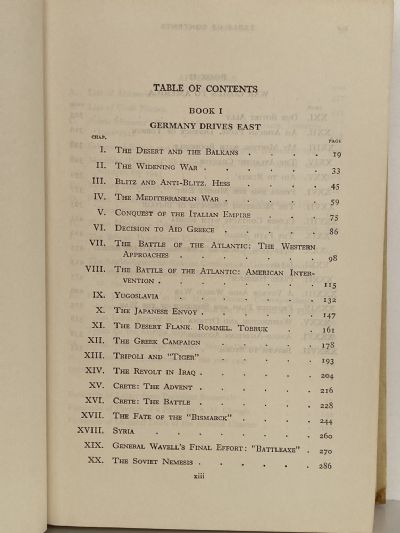 TABLE OF CONTENTS
BOOK I
GERMANY DRIVES EAST
CHAP. PAGE
I. THE DESERT AND THE BALKANS . . . . 19
II. THE WIDENING WAR . . . . . 33
III. BLITZ AND ANTI-BLITZ. HESS . . . . 45
IV. THE MEDITERRANEAN WAR . . . . 59
V. CONQUEST OF THE ITALIAN EMPIRE . . . 75
VI. DECISION TO AID GREECE . . . . . 86
VII. THE BATTLE OF THE ATLANTIC: THE WESTERN
APPROACHES . . . . . . 98
VIII. THE BATTLE OF THE ATLANTIC: AMERICAN INTER-
VENTION . . . . . . . 115
IX. YUGOSLAVIA . . . . . . 132
X. THE JAPANESE ENVOY . . . . . 147
XI. THE DESERT FLANK. ROMMEL. TOBRUK . . 161
XII. THE GREEK CAMPAIGN . . . . . 178
XIII. TRIPOLI AND "TIGER" . . . . . 193
XIV. THE REVOLT IN IRAQ . . . . . 204
XV. CRETE: THE ADVENT . . . . . 216
XVI. CRETE: THE BATTLE . . . . . 228
XVII. THE FATE OF THE "BISMARCK" . . . . 244
XVIII. SYRIA . . . . . . . 260
XIX. GENERAL WAVELL'S FINAL EFFORT: "BATTLEAXE" . 270
XX. THE SOVIET NEMESIS . . . . . 286
xiii